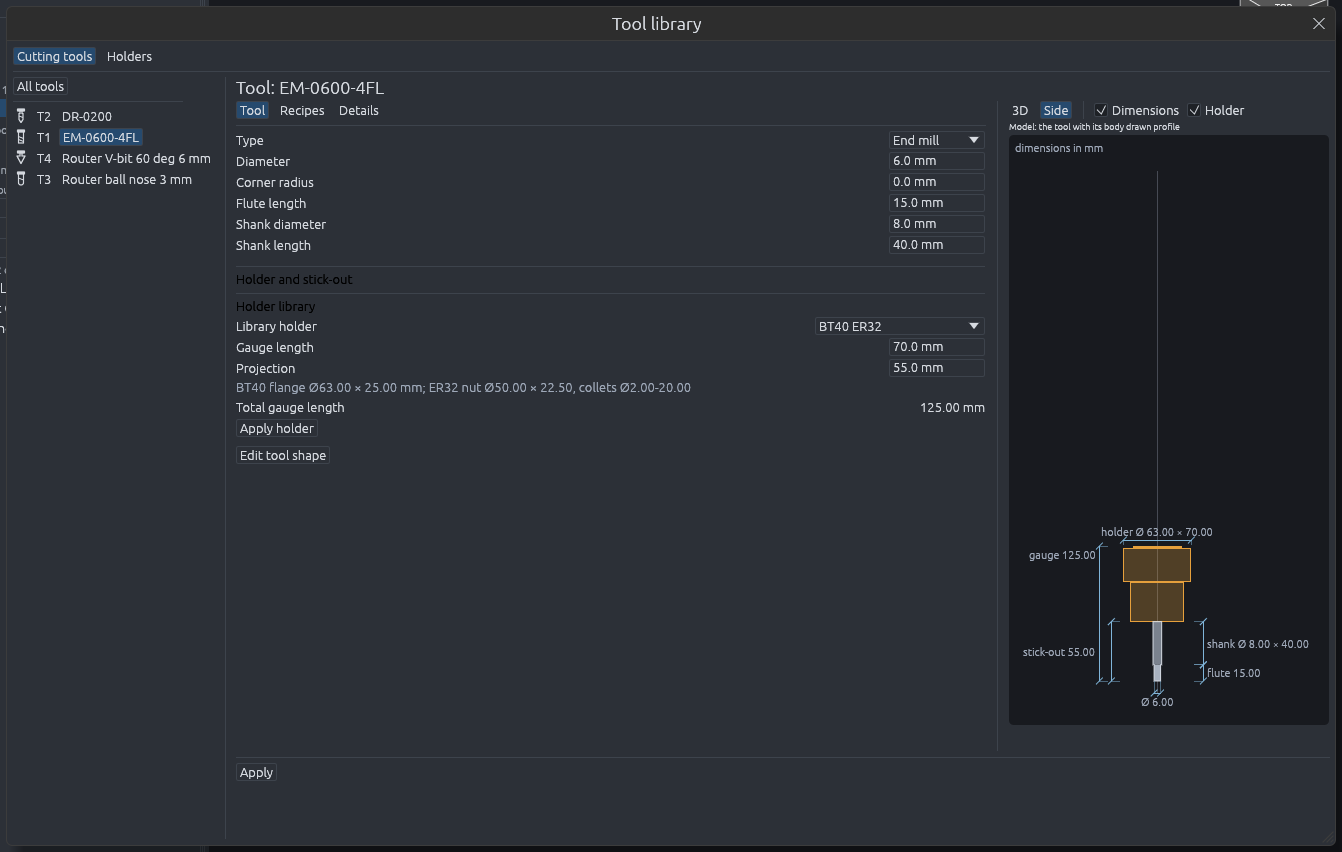 Tool library
Cutting tools Holders
All tools
T2 DR-0200
T1 EM-0600-4FL
T4 Router V-bit 60 deg 6 mm
T3 Router ball nose 3 mm
Tool: EM-0600-4FL
Tool Recipes Details
Type End mill
Diameter 6.0 mm
Corner radius 0.0 mm
Flute length 15.0 mm
Shank diameter 8.0 mm
Shank length 40.0 mm
Holder and stick-out
Holder library
Library holder BT40 ER32
Gauge length 70.0 mm
Projection 55.0 mm
BT40 flange Ø63.00 × 25.00 mm; ER32 nut Ø50.00 × 22.50, collets Ø2.00-20.00
Total gauge length 125.00 mm
Apply holder
Edit tool shape
Apply
3D Side Dimensions Holder
Model: the tool with its body drawn profile
dimensions in mm
holder Ø 63.00 × 70.00
gauge 125.00
stick-out 55.00
shank Ø 8.00 × 40.00
flute 15.00
Ø 6.00